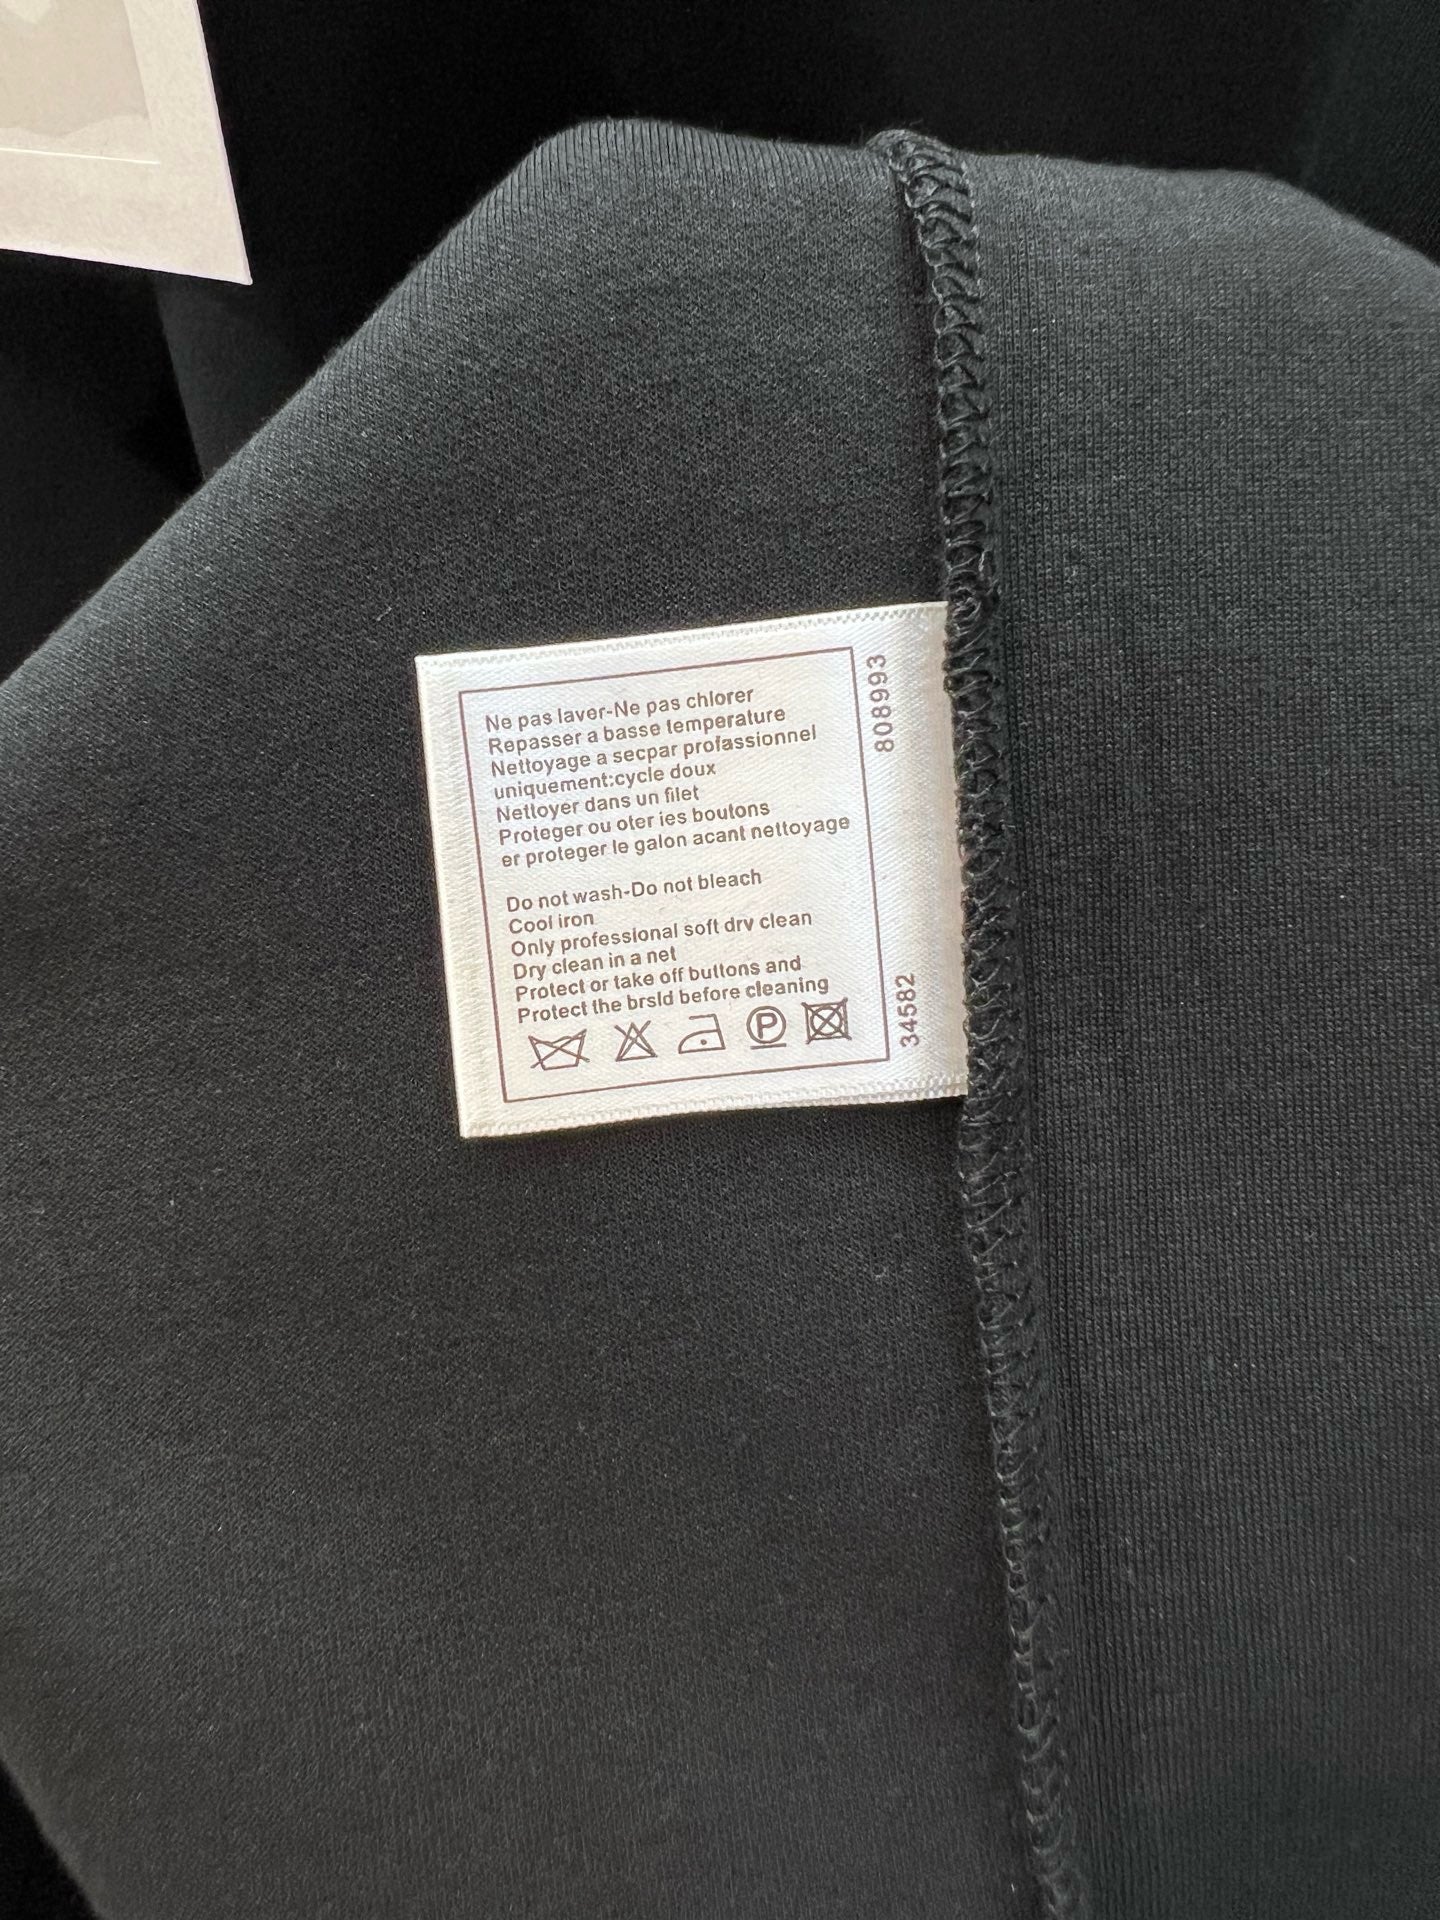 Ne pas laver-Ne pas chlorer
Repasser a basse temperature
Nettoyage a secpar profassionnel
uniquement:cycle doux
Nettoyer dans un filet
Proteger ou oter ies boutons
er proteger le galon acant nettoyage
Do not wash-Do not bleach
Cool iron
Only professional soft drv clean
Dry clean in a net
Protect or take off buttons and
Protect the brsld before cleaning
P
808993
34582